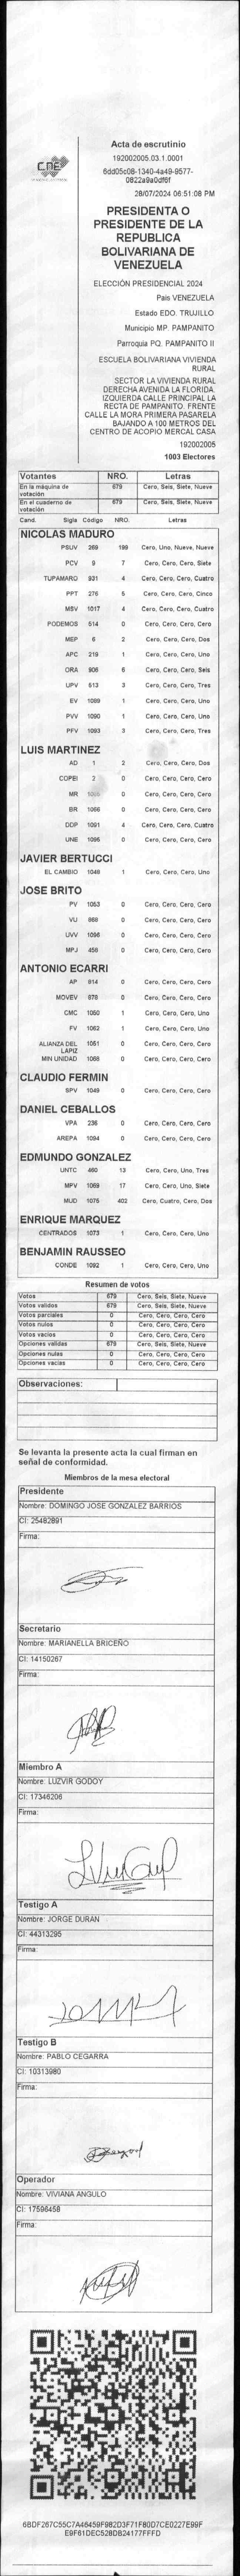 CNE
Acta de escrutinio
192002005.03.1.0001
6dd05c08-1340-4a49-9577-
0822a9a0df6f
28/07/2024 06:51:08 PM
PRESIDENTA O
PRESIDENTE DE LA
REPUBLICA
BOLIVARIANA DE
VENEZUELA
ELECCIÓN PRESIDENCIAL 2024
País VENEZUELA
Estado EDO. TRUJILLO
Municipio MP. PAMPANITO
Parroquia PQ. PAMPANITO II
ESCUELA BOLIVARIANA VIVIENDA
RURAL
SECTOR LA VIVIENDA RURAL
DERECHA AVENIDA LA FLORIDA.
IZQUIERDA CALLE PRINCIPAL LA
RECTA DE PAMPANITO. FRENTE
CALLE LA MORA PRIMERA PASARELA
BAJANDO A 100 METROS DEL
CENTRO DE ACOPIO MERCAL CASA
192002005
1003 Electores
Votantes NRO. Letras
En la máquina de votación 679 Cero, Seis, Siete, Nueve
En el cuaderno de votación 679 Cero, Seis, Siete, Nueve
Cand. Sigla Código NRO. Letras
NICOLAS MADURO
PSUV 269 199 Cero, Uno, Nueve, Nueve
PCV 9 7 Cero, Cero, Cero, Siete
TUPAMARO 931 4 Cero, Cero, Cero, Cuatro
PPT 276 5 Cero, Cero, Cero, Cinco
MSV 1017 4 Cero, Cero, Cero, Cuatro
PODEMOS 514 0 Cero, Cero, Cero, Cero
MEP 6 2 Cero, Cero, Cero, Dos
APC 219 1 Cero, Cero, Cero, Uno
ORA 906 6 Cero, Cero, Cero, Seis
UPV 513 3 Cero, Cero, Cero, Tres
EV 1099 1 Cero, Cero, Cero, Uno
PVV 1090 1 Cero, Cero, Cero, Uno
PFV 1093 3 Cero, Cero, Cero, Tres
LUIS MARTINEZ
AD 1 2 Cero, Cero, Cero, Dos
COPEI 2 0 Cero, Cero, Cero, Cero
MR 0 Cero, Cero, Cero, Cero
BR 1066 0 Cero, Cero, Cero, Cero
DDP 1091 4 Cero, Cero, Cero, Cuatro
UNE 1095 0 Cero, Cero, Cero, Cero
JAVIER BERTUCCI
EL CAMBIO 1048 1 Cero, Cero, Cero, Uno
JOSE BRITO
PV 1053 0 Cero, Cero, Cero, Cero
VU 868 0 Cero, Cero, Cero, Cero
UVV 1096 0 Cero, Cero, Cero, Cero
MPJ 458 0 Cero, Cero, Cero, Cero
ANTONIO ECARRI
AP 914 0 Cero, Cero, Cero, Cero
MOVEV 878 0 Cero, Cero, Cero, Cero
CMC 1050 1 Cero, Cero, Cero, Uno
FV 1062 1 Cero, Cero, Cero, Uno
ALIANZA DEL LAPIZ 1051 0 Cero, Cero, Cero, Cero
MIN UNIDAD 1068 0 Cero, Cero, Cero, Cero
CLAUDIO FERMIN
SPV 1049 0 Cero, Cero, Cero, Cero
DANIEL CEBALLOS
VPA 236 0 Cero, Cero, Cero, Cero
AREPA 1094 0 Cero, Cero, Cero, Cero
EDMUNDO GONZALEZ
UNTC 460 13 Cero, Cero, Uno, Tres
MPV 1069 17 Cero, Cero, Uno, Siete
MUD 1075 402 Cero, Cuatro, Cero, Dos
ENRIQUE MARQUEZ
CENTRADOS 1073 1 Cero, Cero, Cero, Uno
BENJAMIN RAUSSEO
CONDE 1092 1 Cero, Cero, Cero, Uno
Resumen de votos
Votos 679 Cero, Seis, Siete, Nueve
Votos validos 679 Cero, Seis, Siete, Nueve
Votos parciales 0 Cero, Cero, Cero, Cero
Votos nulos 0 Cero, Cero, Cero, Cero
Votos vacios 0 Cero, Cero, Cero, Cero
Opciones validas 679 Cero, Seis, Siete, Nueve
Opciones nulas 0 Cero, Cero, Cero, Cero
Opciones vacias 0 Cero, Cero, Cero, Cero
Observaciones:
Se levanta la presente acta la cual firman en
señal de conformidad.
Miembros de la mesa electoral
Presidente
Nombre: DOMINGO JOSE GONZALEZ BARRIOS
CI: 25482891
Firma:
Secretario
Nombre: MARIANELLA BRICEÑO
CI: 14150267
Firma:
Miembro A
Nombre: LUZVIR GODOY
CI: 17346206
Firma:
Testigo A
Nombre: JORGE DURAN
CI: 44313295
Firma:
Testigo B
Nombre: PABLO CEGARRA
CI: 10313980
Firma:
Operador
Nombre: VIVIANA ANGULO
CI: 17596458
Firma:
6BDF267C55C7A46459F982D3F71F80D7CE0227E99F
E9F61DEC528DB24177FFFD